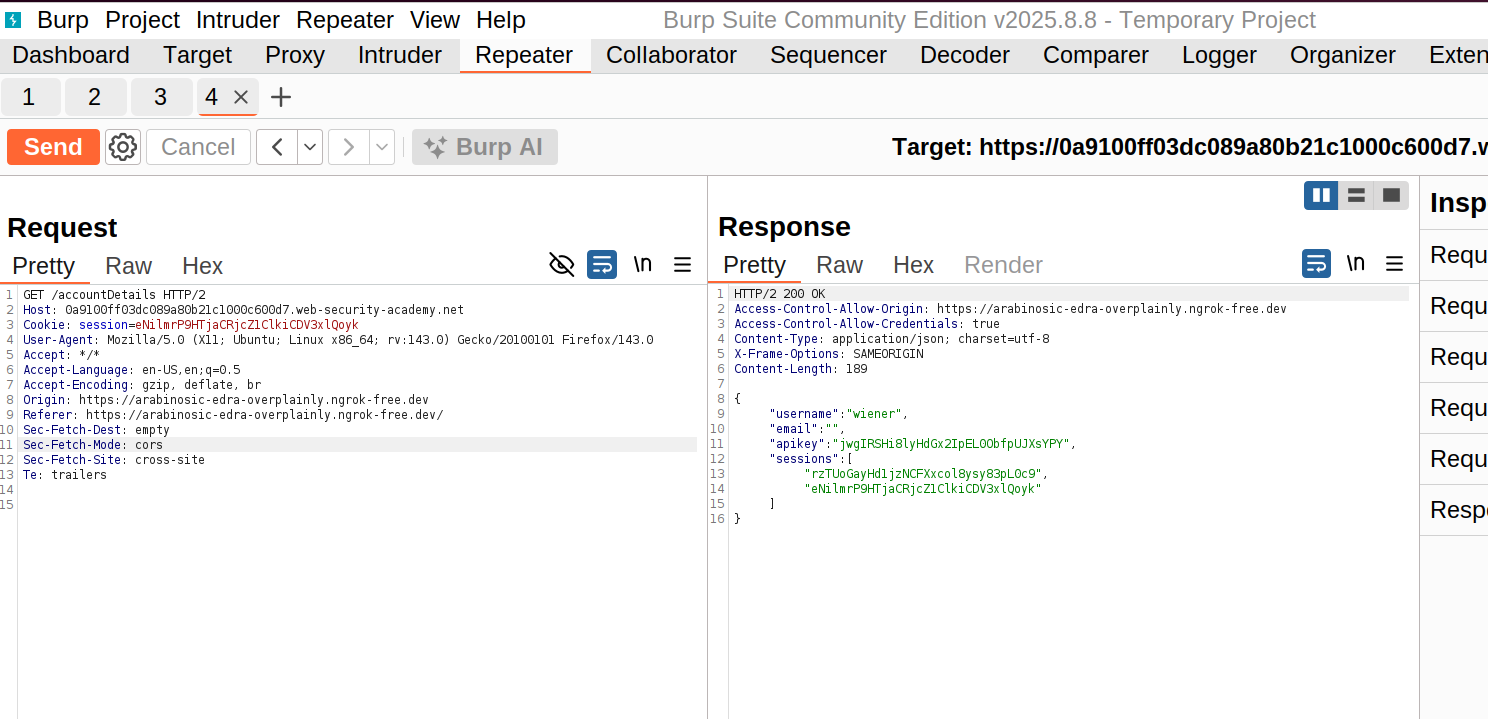 Burp Project Intruder Repeater View Help Burp Suite Community Edition v2025.8.8 - Temporary Project
Dashboard Target Proxy Intruder Repeater Collaborator Sequencer Decoder Comparer Logger Organizer Exten
1 2 3 4 × +
Send Cancel < > Burp AI Target: https://0a9100ff03dc089a80b21c1000c600d7.w
Request
Pretty Raw Hex \n
1 GET /accountDetails HTTP/2
2 Host: 0a9100ff03dc089a80b21c1000c600d7.web-security-academy.net
3 Cookie: session=eNilmrP9HTjaCRjcZlClkiCDV3xlQoyk
4 User-Agent: Mozilla/5.0 (X11; Ubuntu; Linux x86_64; rv:143.0) Gecko/20100101 Firefox/143.0
5 Accept: */*
6 Accept-Language: en-US,en;q=0.5
7 Accept-Encoding: gzip, deflate, br
8 Origin: https://arabinosic-edra-overplainly.ngrok-free.dev
9 Referer: https://arabinosic-edra-overplainly.ngrok-free.dev/
10 Sec-Fetch-Dest: empty
11 Sec-Fetch-Mode: cors
12 Sec-Fetch-Site: cross-site
13 Te: trailers
14
15
Response
Pretty Raw Hex Render \n
1 HTTP/2 200 OK
2 Access-Control-Allow-Origin: https://arabinosic-edra-overplainly.ngrok-free.dev
3 Access-Control-Allow-Credentials: true
4 Content-Type: application/json; charset=utf-8
5 X-Frame-Options: SAMEORIGIN
6 Content-Length: 189
7
8 {
9 "username":"wiener",
10 "email":"",
11 "apikey":"jwgIRSHi8lyHdGx2IpEL0ObfpUJXsYPY",
12 "sessions":[
13 "rzTUoGayHdljzNCFXxcol8ysy83pL0c9",
14 "eNilmrP9HTjaCRjcZlClkiCDV3xlQoyk"
15 ]
16 }
Insp
Requ
Requ
Requ
Requ
Requ
Resp